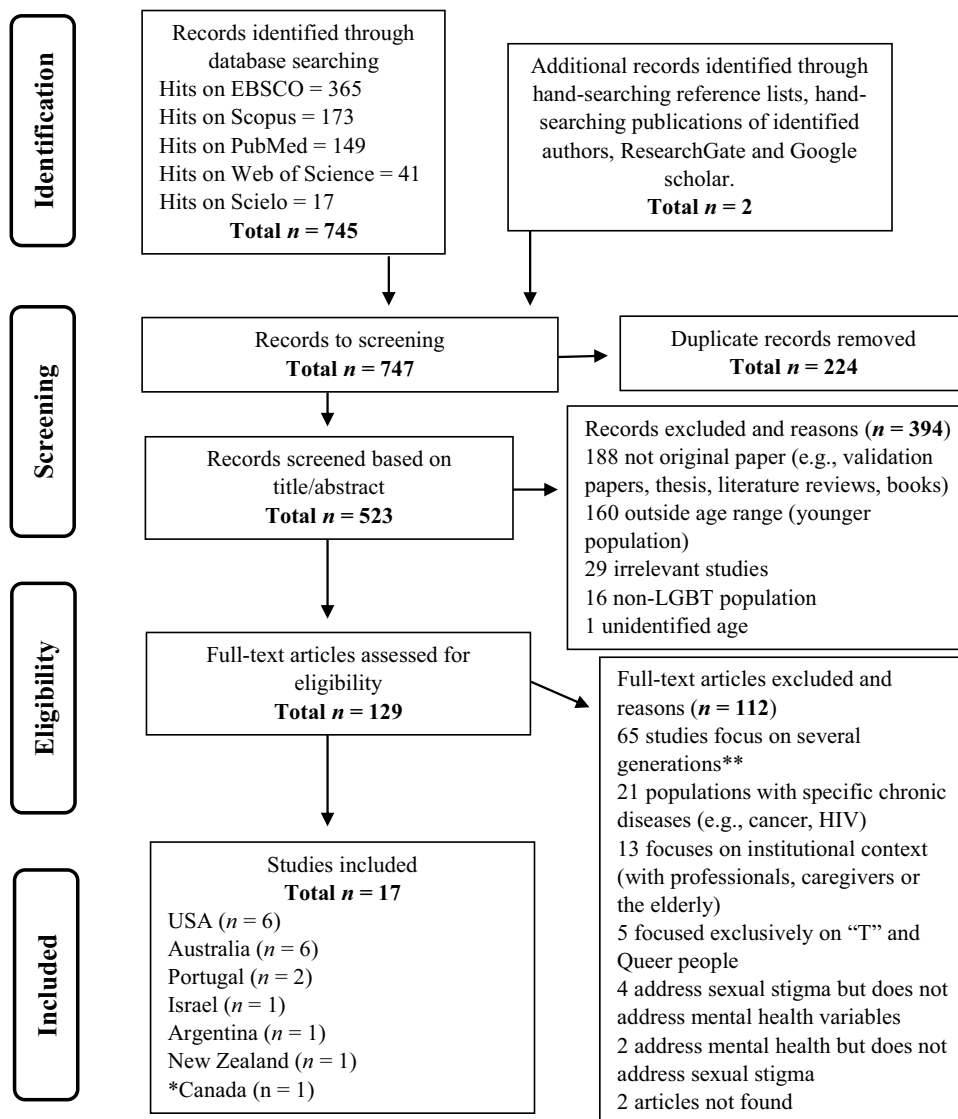 Identification
Records identified through
database searching
Hits on EBSCO = 365
Hits on Scopus = 173
Hits on PubMed = 149
Hits on Web of Science = 41
Hits on Scielo = 17
Total n = 745
Additional records identified through
hand-searching reference lists, hand-
searching publications of identified
authors, ResearchGate and Google
scholar.
Total n = 2
Screening
Records to screening
Total n = 747
Duplicate records removed
Total n = 224
Records screened based on
title/abstract
Total n = 523
Records excluded and reasons (n = 394)
188 not original paper (e.g., validation
papers, thesis, literature reviews, books)
160 outside age range (younger
population)
29 irrelevant studies
16 non-LGBT population
1 unidentified age
Eligibility
Full-text articles assessed for
eligibility
Total n = 129
Full-text articles excluded and
reasons (n = 112)
65 studies focus on several
generations**
21 populations with specific chronic
diseases (e.g., cancer, HIV)
13 focuses on institutional context
(with professionals, caregivers or
the elderly)
5 focused exclusively on “T” and
Queer people
4 address sexual stigma but does not
address mental health variables
2 address mental health but does not
address sexual stigma
2 articles not found
Included
Studies included
Total n = 17
USA (n = 6)
Australia (n = 6)
Portugal (n = 2)
Israel (n = 1)
Argentina (n = 1)
New Zealand (n = 1)
*Canada (n = 1)